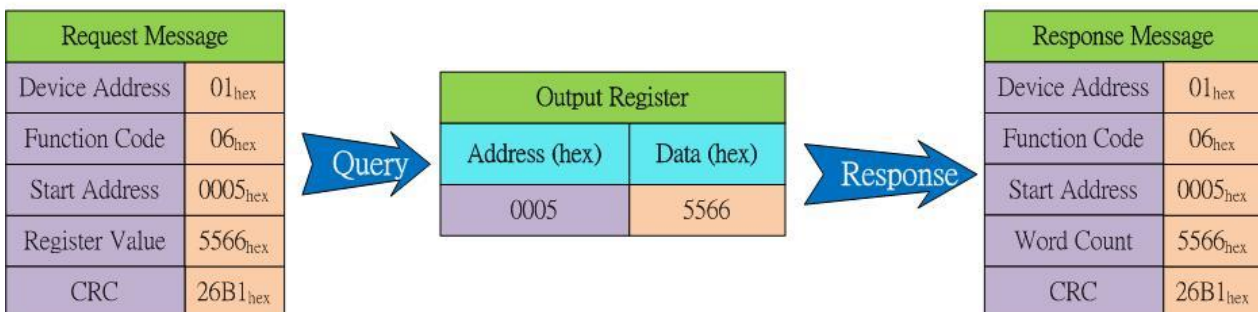 Request Message
Device Address 01hex
Function Code 06hex
Start Address 0005hex
Register Value 5566hex
CRC 26B1hex
Query
Output Register
Address (hex) Data (hex)
0005 5566
Response
Response Message
Device Address 01hex
Function Code 06hex
Start Address 0005hex
Word Count 5566hex
CRC 26B1hex